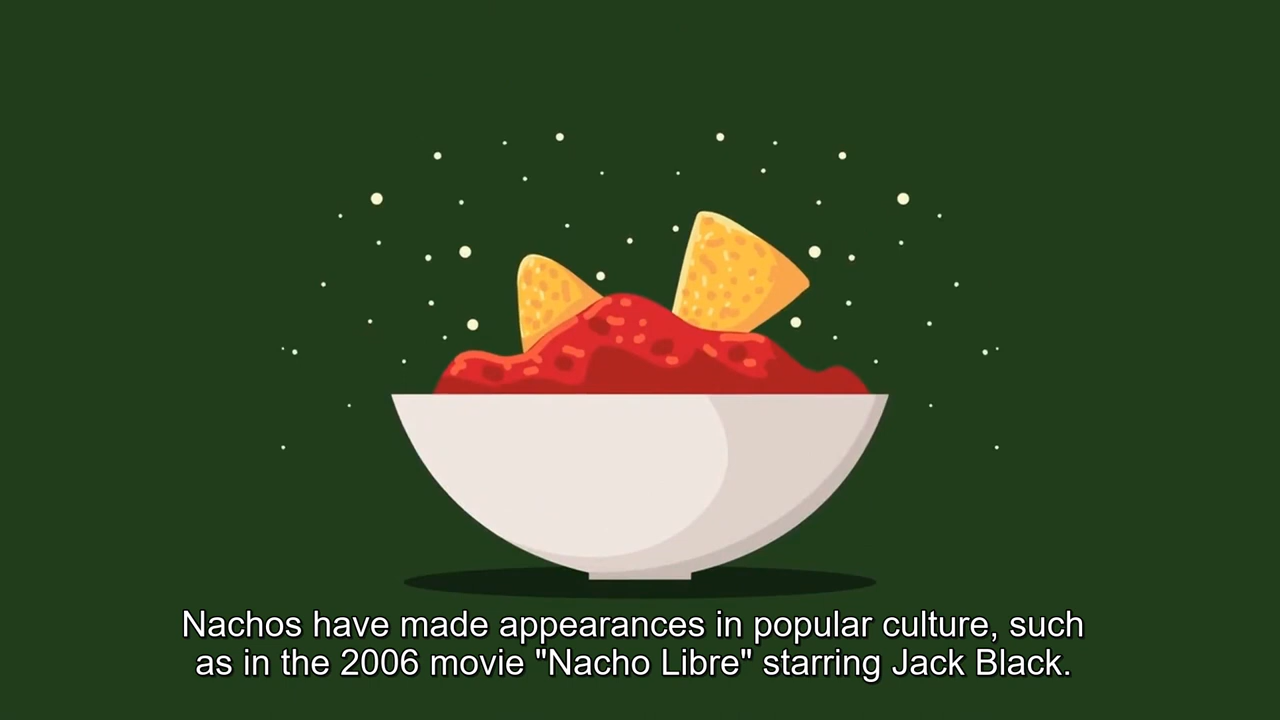 Nachos have made appearances in popular culture, such
as in the 2006 movie "Nacho Libre" starring Jack Black.